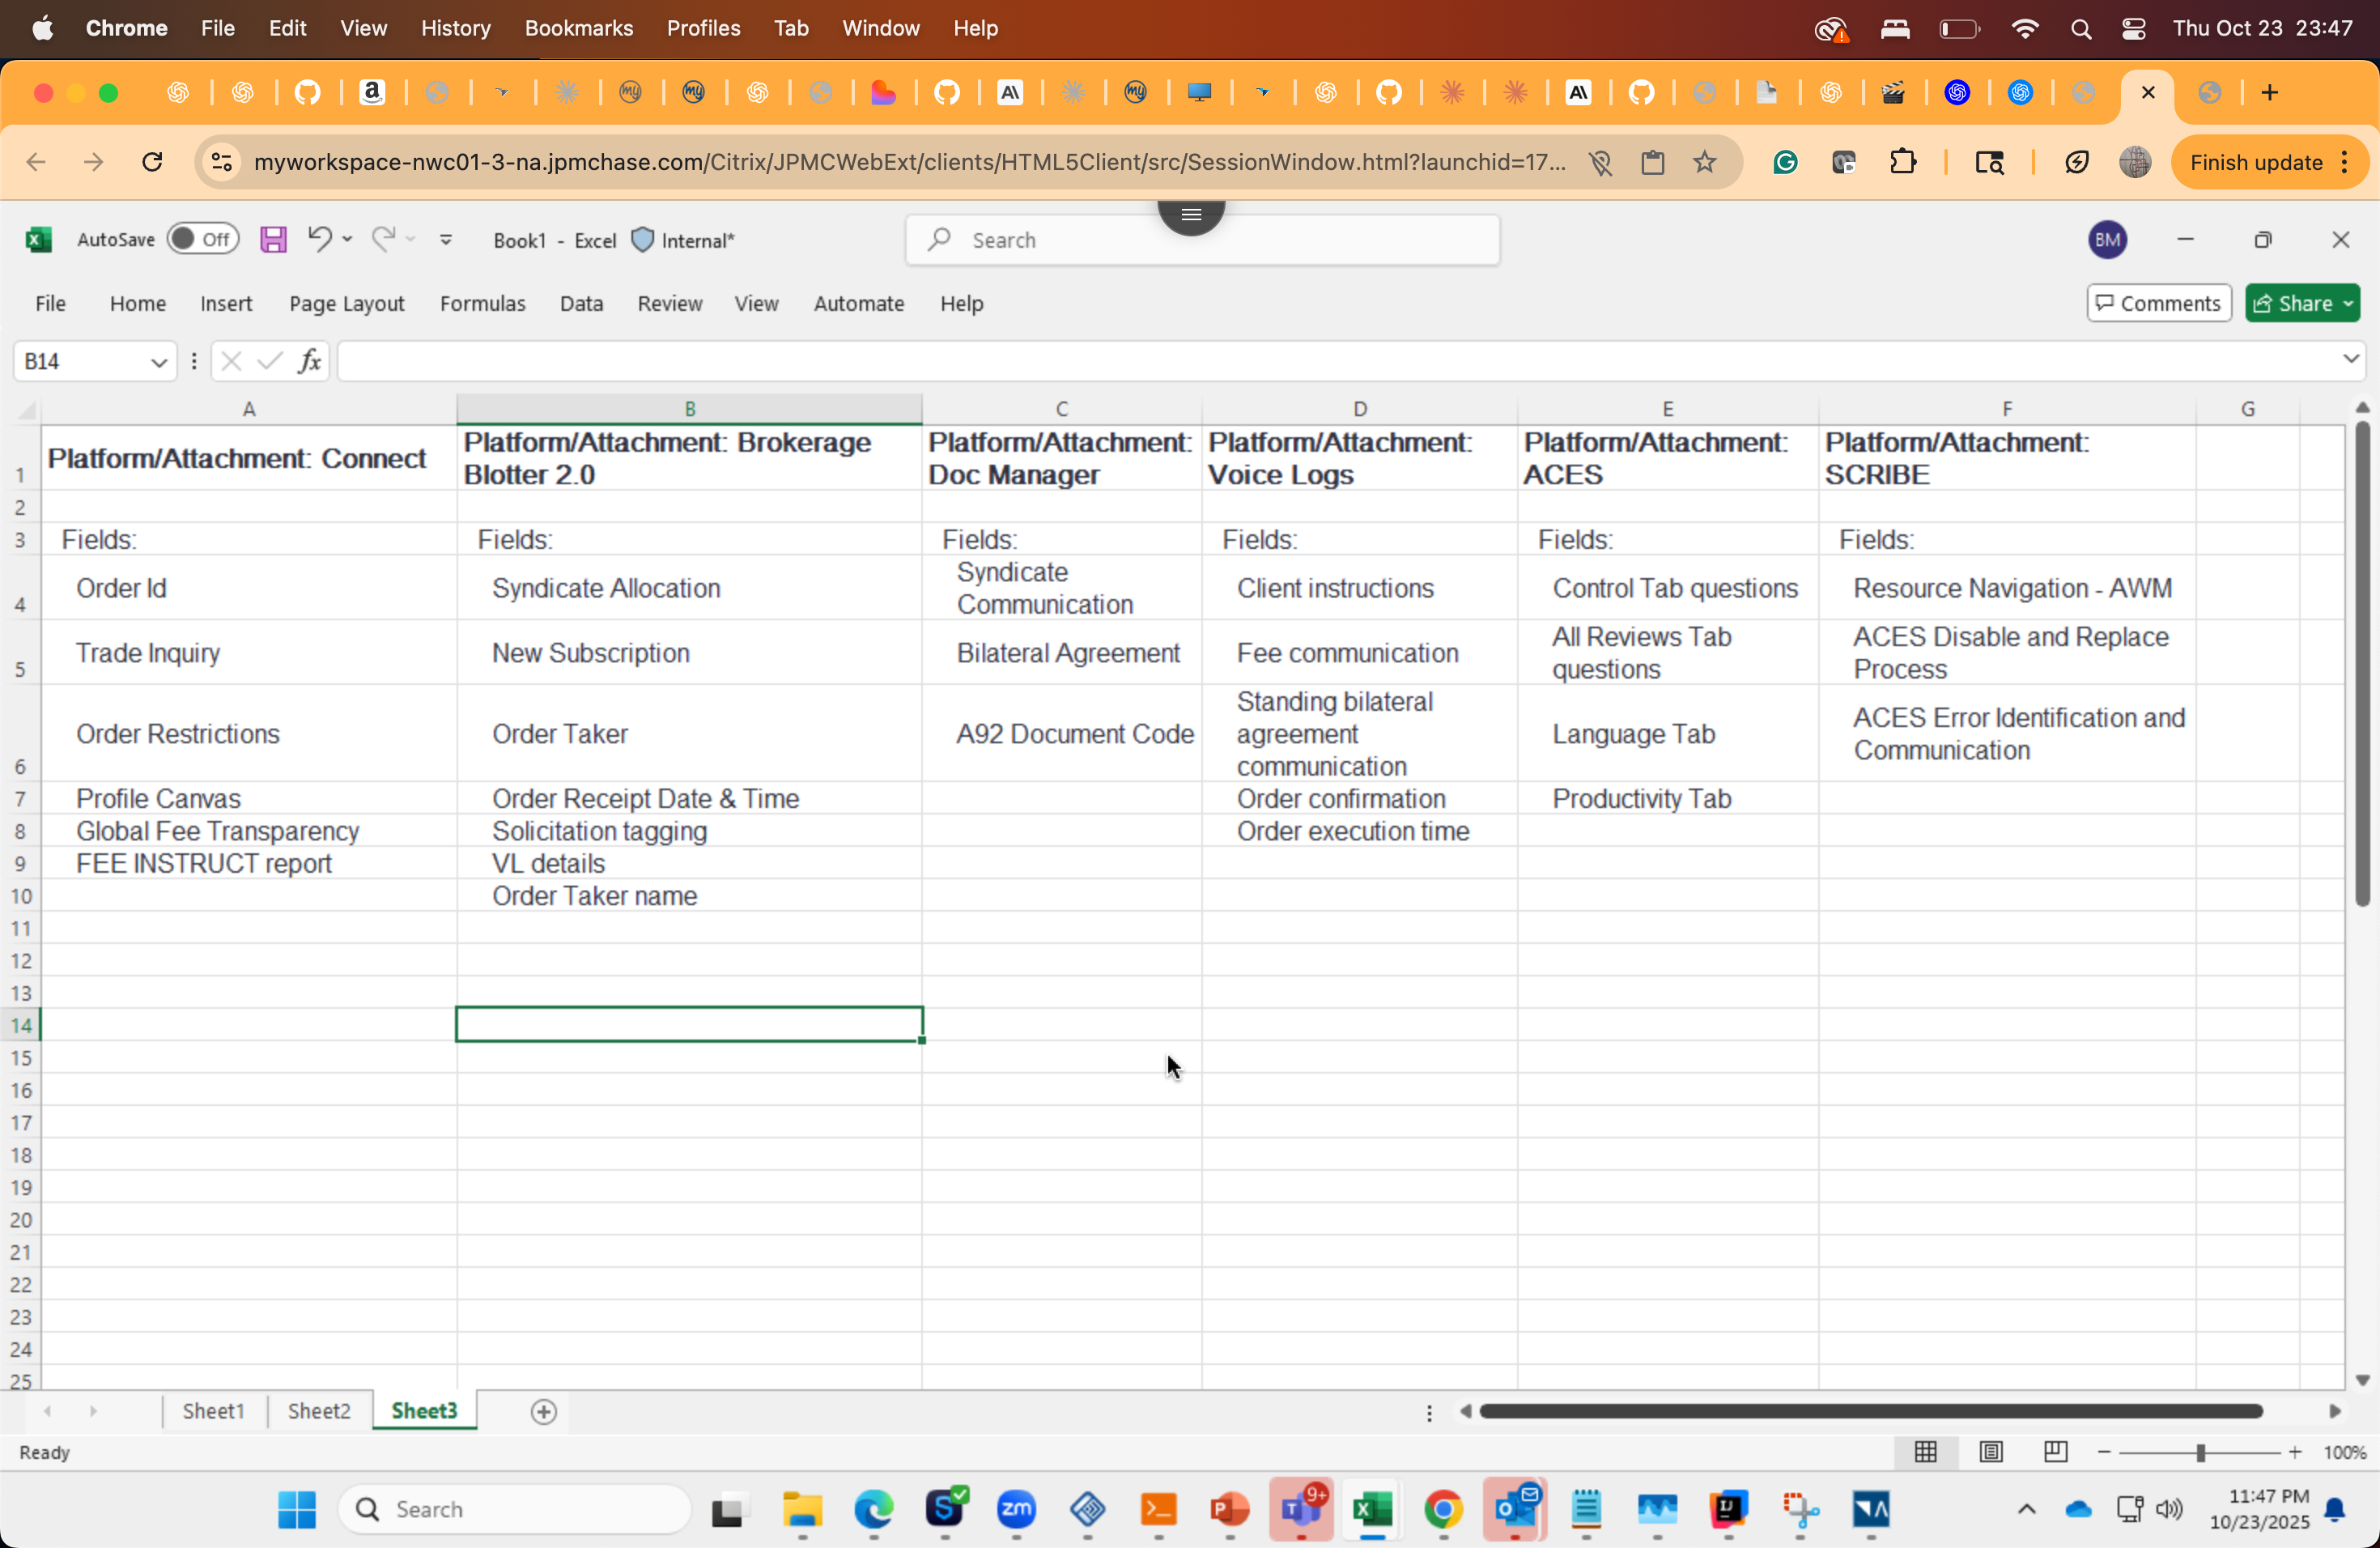 Chrome File Edit View History Bookmarks Profiles Tab Window Help Thu Oct 23 23:47
myworkspace-nwc01-3-na.jpmchase.com/Citrix/JPMCWebExt/clients/HTML5Client/src/SessionWindow.html?launchid=17... Finish update
AutoSave Off Book1 - Excel Internal* Search BM
File Home Insert Page Layout Formulas Data Review View Automate Help Comments Share
B14 fx
A B C D E F G
1 Platform/Attachment: Connect
Platform/Attachment: Brokerage
Blotter 2.0
Platform/Attachment:
Doc Manager
Platform/Attachment:
Voice Logs
Platform/Attachment:
ACES
Platform/Attachment:
SCRIBE
2
3 Fields: Fields: Fields: Fields: Fields: Fields:
4 Order Id
Syndicate Allocation
Syndicate
Communication
Client instructions
Control Tab questions
Resource Navigation - AWM
5 Trade Inquiry
New Subscription
Bilateral Agreement
Fee communication
All Reviews Tab
questions
ACES Disable and Replace
Process
6 Order Restrictions
Order Taker
A92 Document Code
Standing bilateral
agreement
communication
Language Tab
ACES Error Identification and
Communication
7 Profile Canvas Order Receipt Date & Time Order confirmation Productivity Tab
8 Global Fee Transparency Solicitation tagging Order execution time
9 FEE INSTRUCT report VL details
10 Order Taker name
11
12
13
14
15
16
17
18
19
20
21
22
23
24
25
Sheet1 Sheet2 Sheet3
Ready 100%
Search 9+ 11:47 PM
10/23/2025